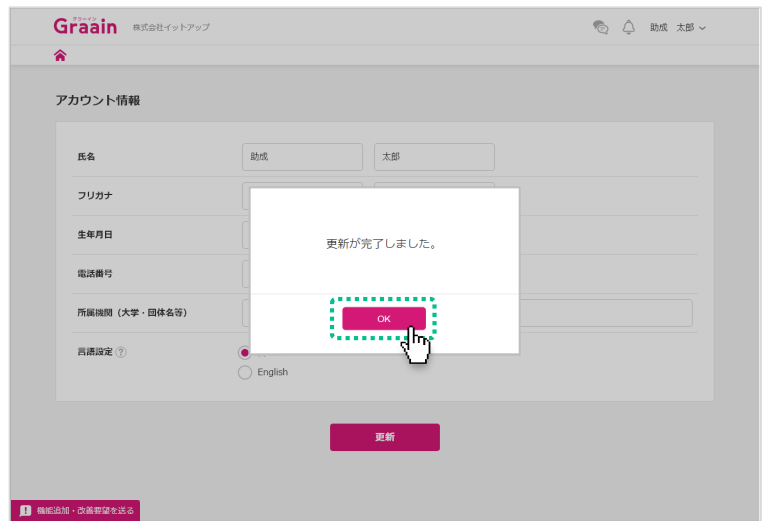 グラーイン
Graain 株式会社イットアップ 助成 太郎
アカウント情報
氏名 助成 太郎
フリガナ
生年月日
電話番号
所属機関（大学・団体名等）
言語設定 ?
English
更新が完了しました。
OK
更新
! 機能追加・改善要望を送る